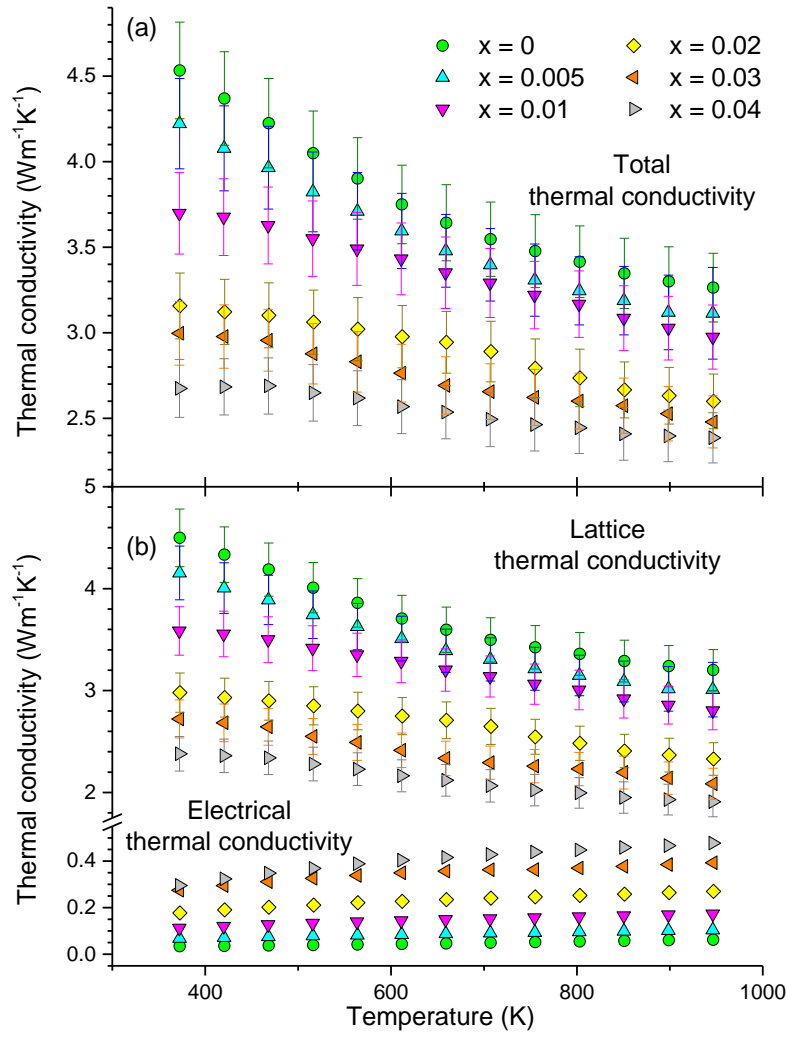 (a)
x = 0
x = 0.005
x = 0.01
x = 0.02
x = 0.03
x = 0.04
Total
thermal conductivity
Thermal conductivity (Wm⁻¹K⁻¹)
4.5
4.0
3.5
3.0
2.5
5
(b)
Lattice
thermal conductivity
Thermal conductivity (Wm⁻¹K⁻¹)
4
3
2
Electrical
thermal conductivity
0.4
0.2
0.0
400
600
800
1000
Temperature (K)